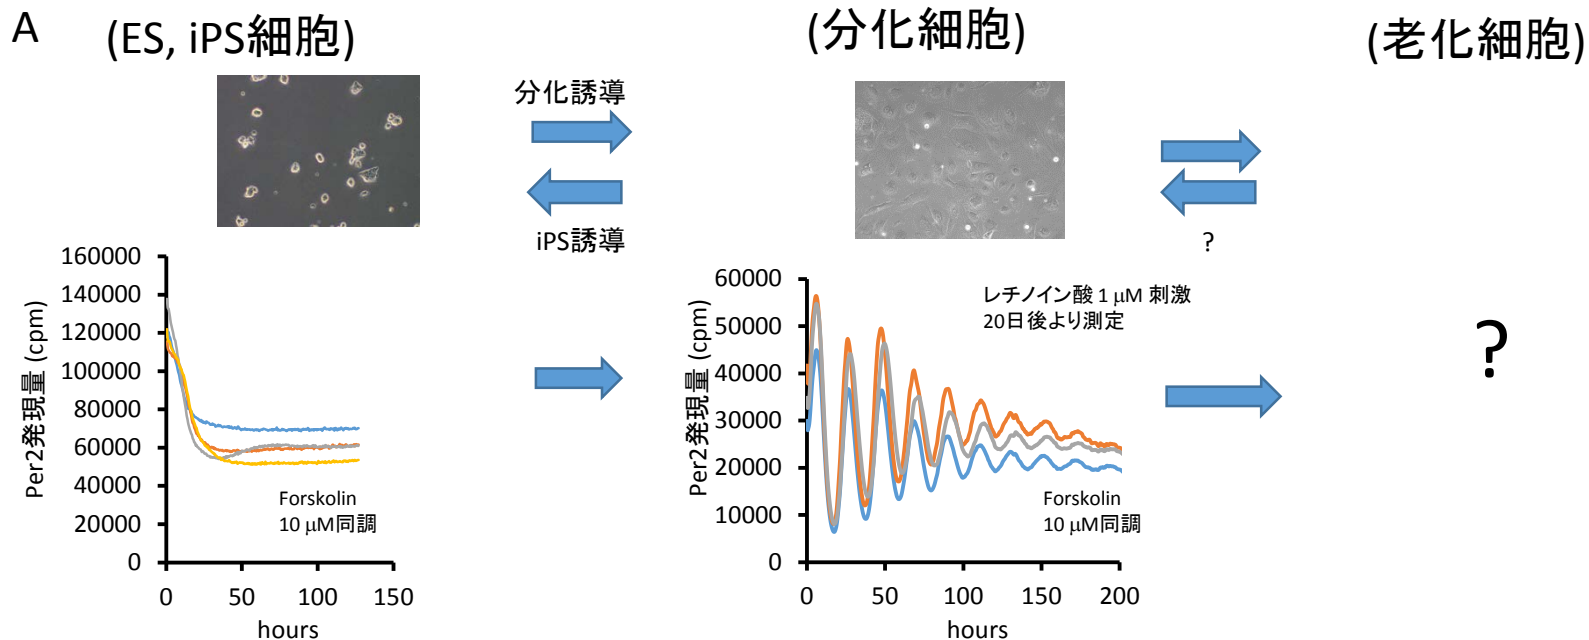 A
(ES, iPS細胞)
(分化細胞)
(老化細胞)
分化誘導
iPS誘導
?
160000
140000
120000
100000
80000
60000
40000
20000
0
Per2発現量 (cpm)
Forskolin
10 μM同調
0
50
100
150
hours
60000
50000
40000
30000
20000
10000
0
Per2発現量 (cpm)
レチノイン酸 1 μM 刺激
20日後より測定
Forskolin
10 μM同調
0
50
100
150
200
hours
?